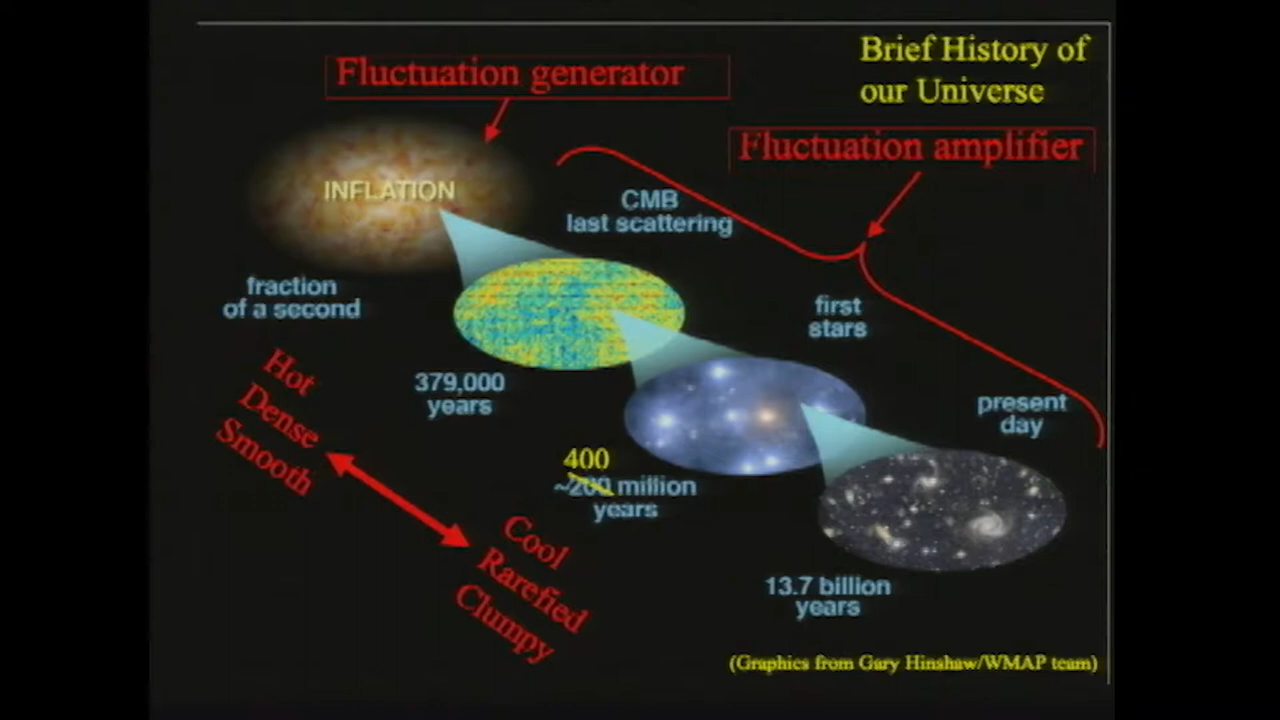 Brief History of
our Universe
Fluctuation generator
Fluctuation amplifier
INFLATION
CMB
last scattering
fraction
of a second
first
stars
379,000
years
present
day
Hot
Dense
Smooth
400
~200 million
years
Cool
Rarefied
Clumpy
13.7 billion
years
(Graphics from Gary Hinshaw/WMAP team)